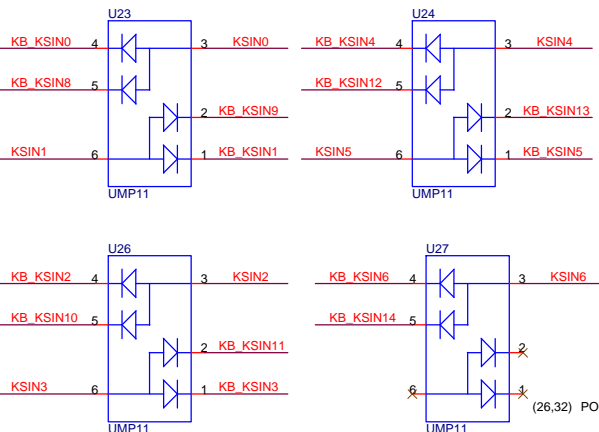 U23
KB_KSIN0 4 3 KSIN0
KB_KSIN8 5
2 KB_KSIN9
KSIN1 6 1 KB_KSIN1
UMP11
U24
KB_KSIN4 4 3 KSIN4
KB_KSIN12 5
2 KB_KSIN13
KSIN5 6 1 KB_KSIN5
UMP11
U26
KB_KSIN2 4 3 KSIN2
KB_KSIN10 5
2 KB_KSIN11
KSIN3 6 1 KB_KSIN3
UMP11
U27
KB_KSIN6 4 3 KSIN6
KB_KSIN14 5
2
6 1
(26,32) PO
UMP11